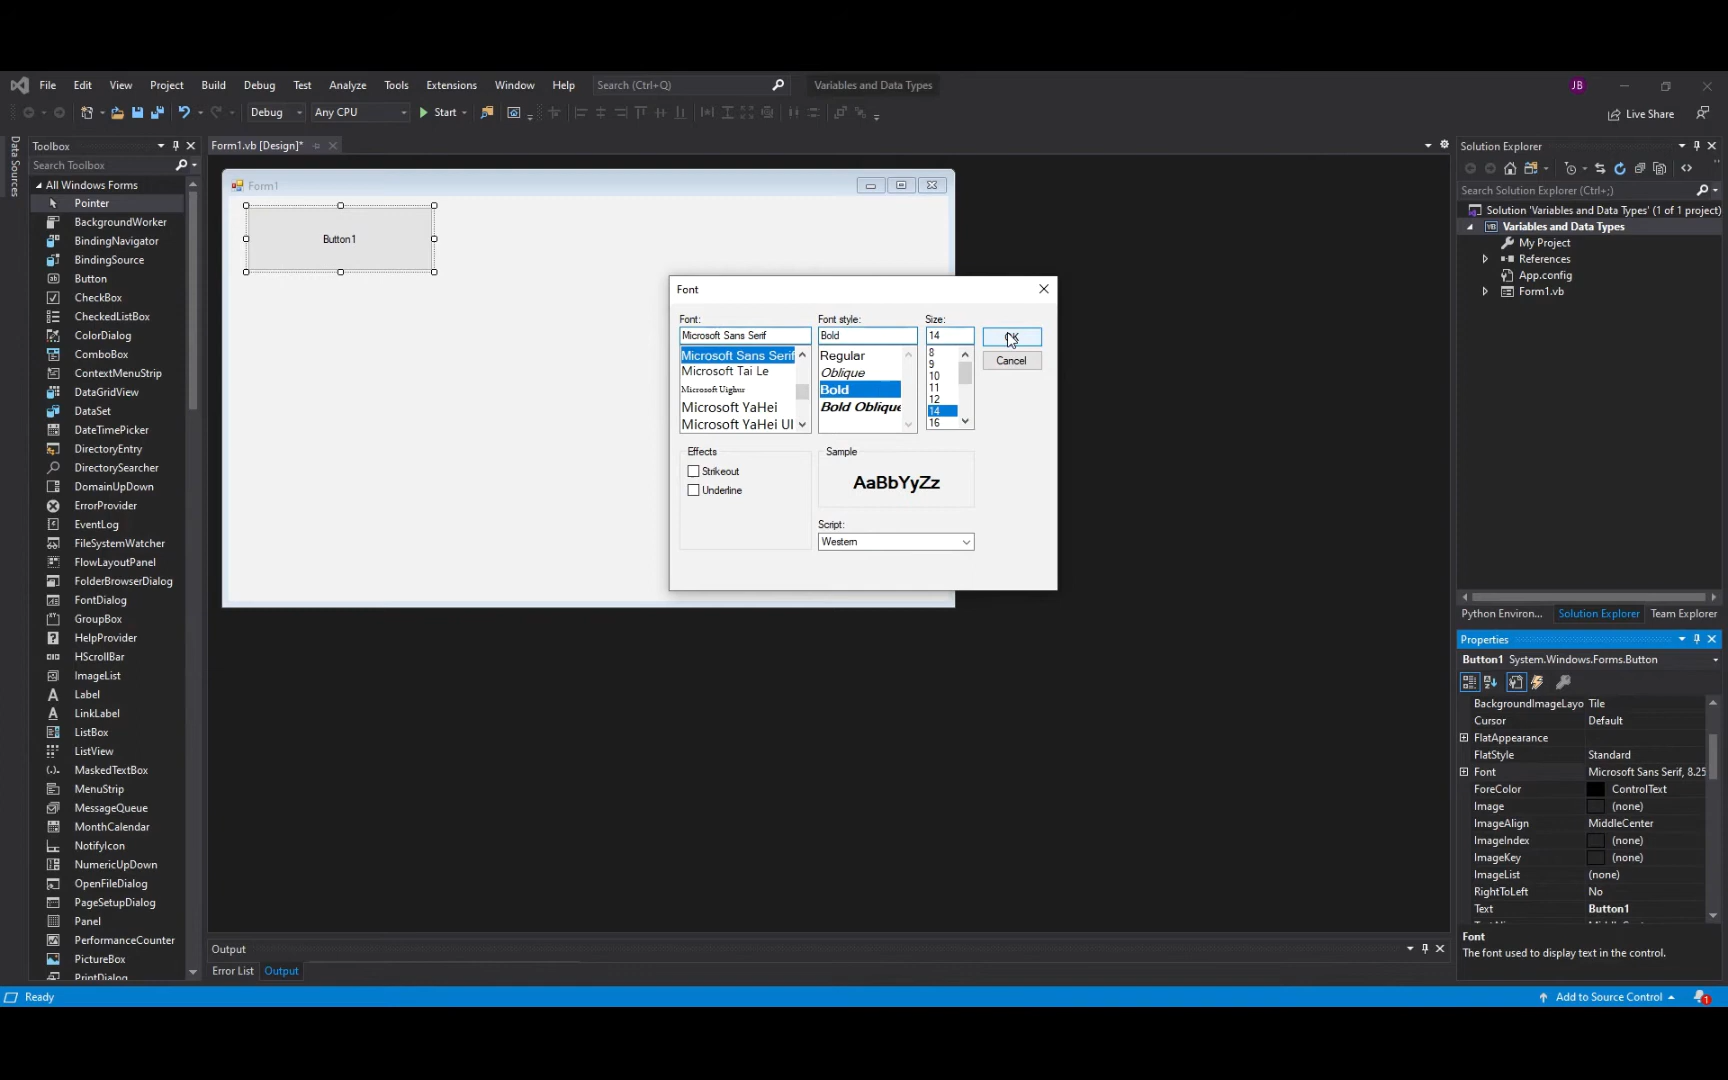 File Edit View Project Build Debug Test Analyze Tools Extensions Window Help Search (Ctrl+Q) Variables and Data Types JB
Debug Any CPU Start Live Share
Data Sources
Toolbox
Search Toolbox
All Windows Forms
Pointer
BackgroundWorker
BindingNavigator
BindingSource
Button
CheckBox
CheckedListBox
ColorDialog
ComboBox
ContextMenuStrip
DataGridView
DataSet
DateTimePicker
DirectoryEntry
DirectorySearcher
DomainUpDown
ErrorProvider
EventLog
FileSystemWatcher
FlowLayoutPanel
FolderBrowserDialog
FontDialog
GroupBox
HelpProvider
HScrollBar
ImageList
Label
LinkLabel
ListBox
ListView
MaskedTextBox
MenuStrip
MessageQueue
MonthCalendar
NotifyIcon
NumericUpDown
OpenFileDialog
PageSetupDialog
Panel
PerformanceCounter
PictureBox
PrintDialog
Form1.vb [Design]*
Form1
Button1
Font
Font: Font style: Size:
Microsoft Sans Serif Bold 14
Microsoft Sans Serif
Microsoft Tai Le
Microsoft Uighur
Microsoft YaHei
Microsoft YaHei UI
Regular
Oblique
Bold
Bold Oblique
8
9
10
11
12
14
16
Cancel
Effects
Strikeout
Underline
Sample
AaBbYyZz
Script:
Western
Output
Error List Output
Solution Explorer
Search Solution Explorer (Ctrl+;)
Solution 'Variables and Data Types' (1 of 1 project)
VB Variables and Data Types
My Project
References
App.config
Form1.vb
Python Environ... Solution Explorer Team Explorer
Properties
Button1 System.Windows.Forms.Button
BackgroundImageLayo Tile
Cursor Default
FlatAppearance
FlatStyle Standard
Font Microsoft Sans Serif, 8.25
ForeColor ControlText
Image (none)
ImageAlign MiddleCenter
ImageIndex (none)
ImageKey (none)
ImageList (none)
RightToLeft No
Text Button1
Font
The font used to display text in the control.
Ready Add to Source Control 1